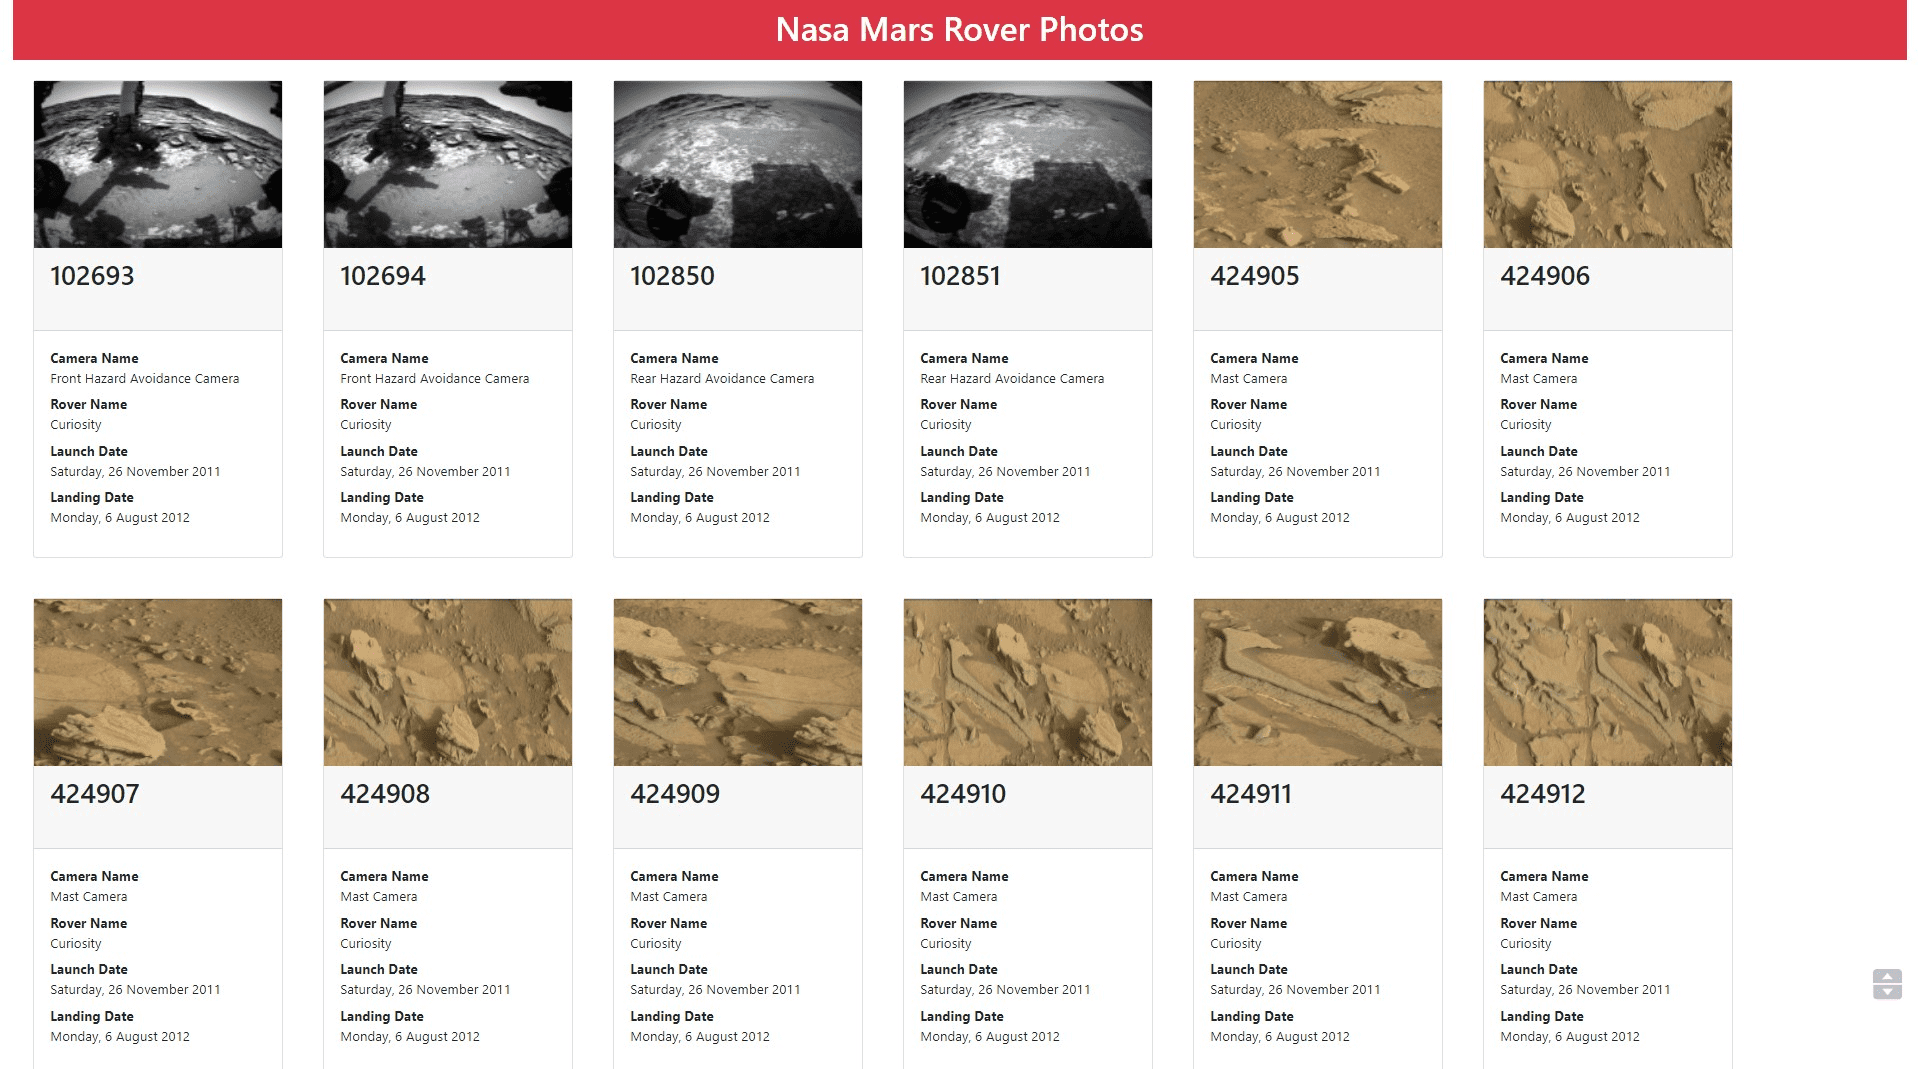 Nasa Mars Rover Photos
102693
Camera Name
Front Hazard Avoidance Camera
Rover Name
Curiosity
Launch Date
Saturday, 26 November 2011
Landing Date
Monday, 6 August 2012
102694
Camera Name
Front Hazard Avoidance Camera
Rover Name
Curiosity
Launch Date
Saturday, 26 November 2011
Landing Date
Monday, 6 August 2012
102850
Camera Name
Rear Hazard Avoidance Camera
Rover Name
Curiosity
Launch Date
Saturday, 26 November 2011
Landing Date
Monday, 6 August 2012
102851
Camera Name
Rear Hazard Avoidance Camera
Rover Name
Curiosity
Launch Date
Saturday, 26 November 2011
Landing Date
Monday, 6 August 2012
424905
Camera Name
Mast Camera
Rover Name
Curiosity
Launch Date
Saturday, 26 November 2011
Landing Date
Monday, 6 August 2012
424906
Camera Name
Mast Camera
Rover Name
Curiosity
Launch Date
Saturday, 26 November 2011
Landing Date
Monday, 6 August 2012
424907
Camera Name
Mast Camera
Rover Name
Curiosity
Launch Date
Saturday, 26 November 2011
Landing Date
Monday, 6 August 2012
424908
Camera Name
Mast Camera
Rover Name
Curiosity
Launch Date
Saturday, 26 November 2011
Landing Date
Monday, 6 August 2012
424909
Camera Name
Mast Camera
Rover Name
Curiosity
Launch Date
Saturday, 26 November 2011
Landing Date
Monday, 6 August 2012
424910
Camera Name
Mast Camera
Rover Name
Curiosity
Launch Date
Saturday, 26 November 2011
Landing Date
Monday, 6 August 2012
424911
Camera Name
Mast Camera
Rover Name
Curiosity
Launch Date
Saturday, 26 November 2011
Landing Date
Monday, 6 August 2012
424912
Camera Name
Mast Camera
Rover Name
Curiosity
Launch Date
Saturday, 26 November 2011
Landing Date
Monday, 6 August 2012